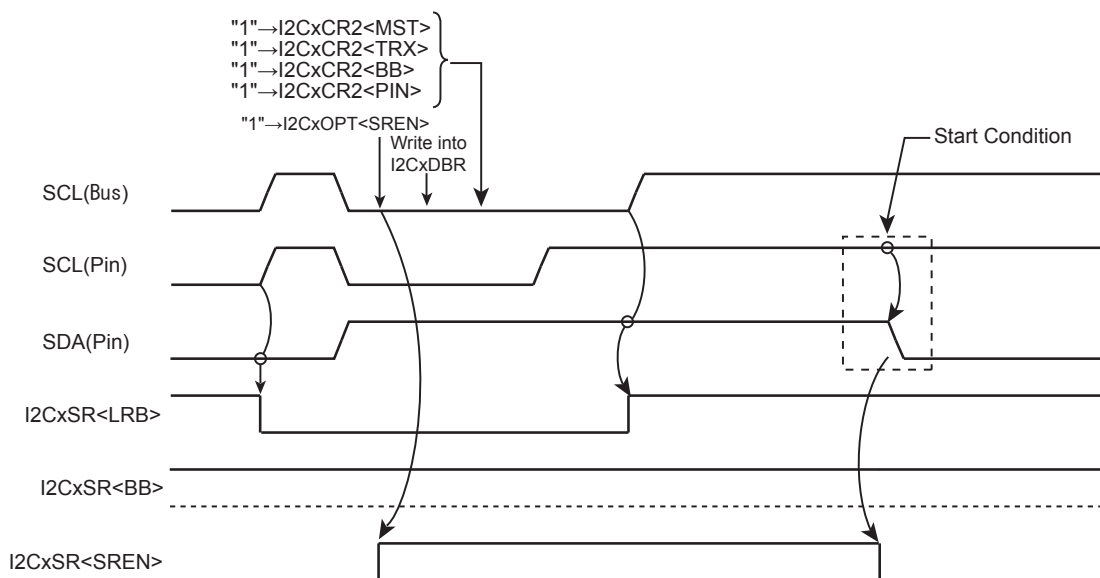 "1"→I2CxCR2<MST>
"1"→I2CxCR2<TRX>
"1"→I2CxCR2<BB>
"1"→I2CxCR2<PIN>
"1"→I2CxOPT<SREN>
Write into
I2CxDBR
Start Condition
SCL(Bus)
SCL(Pin)
SDA(Pin)
I2CxSR<LRB>
I2CxSR<BB>
I2CxSR<SREN>